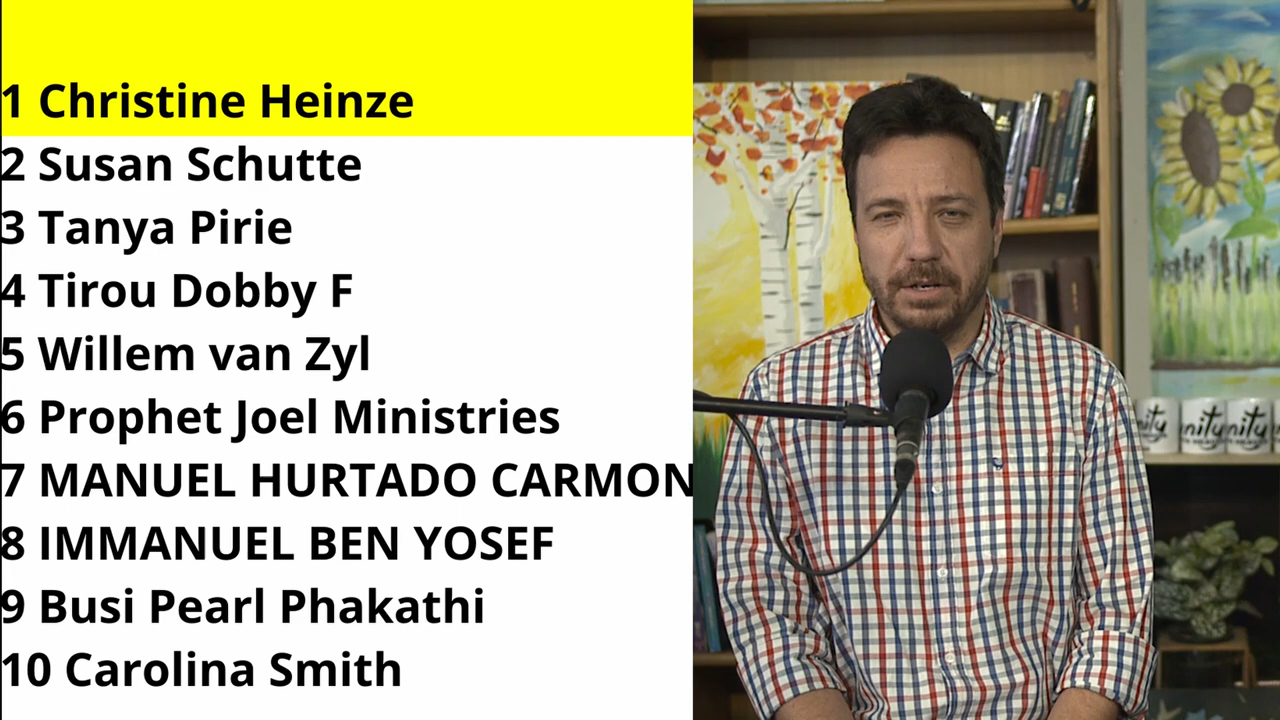 1 Christine Heinze
2 Susan Schutte
3 Tanya Pirie
4 Tirou Dobby F
5 Willem van Zyl
6 Prophet Joel Ministries
7 MANUEL HURTADO CARMON
8 IMMANUEL BEN YOSEF
9 Busi Pearl Phakathi
10 Carolina Smith